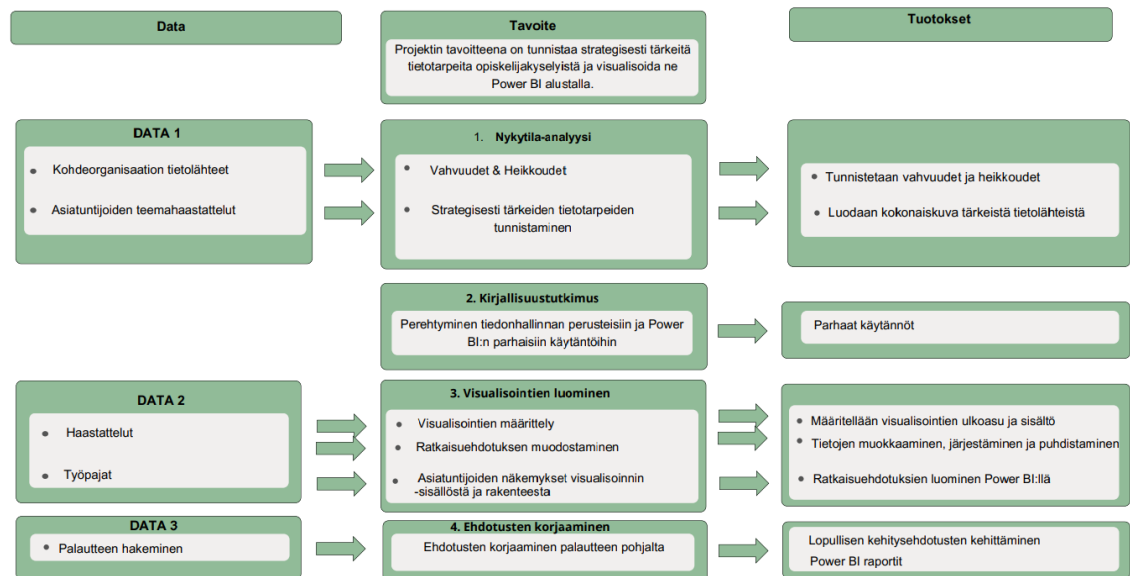 Data
Tavoite
Tuotokset
Projektin tavoitteena on tunnistaa strategisesti tärkeitä
tietotarpeita opiskelijakyselyistä ja visualisoida ne
Power BI alustalla.
DATA 1
Kohdeorganisaation tietolähteet
Asiatuntijoiden teemahaastattelut
1. Nykytila-analyysi
Vahvuudet & Heikkoudet
Strategisesti tärkeiden tietotarpeiden
tunnistaminen
Tunnistetaan vahvuudet ja heikkoudet
Luodaan kokonaiskuva tärkeistä tietolähteistä
2. Kirjallisuustutkimus
Perehtyminen tiedonhallinnan perusteisiin ja Power
BI:n parhaisiin käytäntöihin
Parhaat käytännöt
DATA 2
Haastattelut
Työpajat
3. Visualisointien luominen
Visualisointien määrittely
Ratkaisuehdotuksen muodostaminen
Asiatuntijoiden näkemykset visualisoinnin
-sisällöstä ja rakenteesta
Määritellään visualisointien ulkoasu ja sisältö
Tietojen muokkaaminen, järjestäminen ja puhdistaminen
Ratkaisuehdotuksien luominen Power BI:llä
DATA 3
Palautteen hakeminen
4. Ehdotusten korjaaminen
Ehdotusten korjaaminen palautteen pohjalta
Lopullisen kehitysehdotusten kehittäminen
Power BI raportit